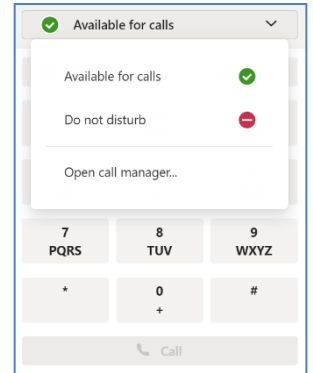 Available for calls
Available for calls
Do not disturb
Open call manager...
7 8 9
PQRS TUV WXYZ
* 0 #
+
Call